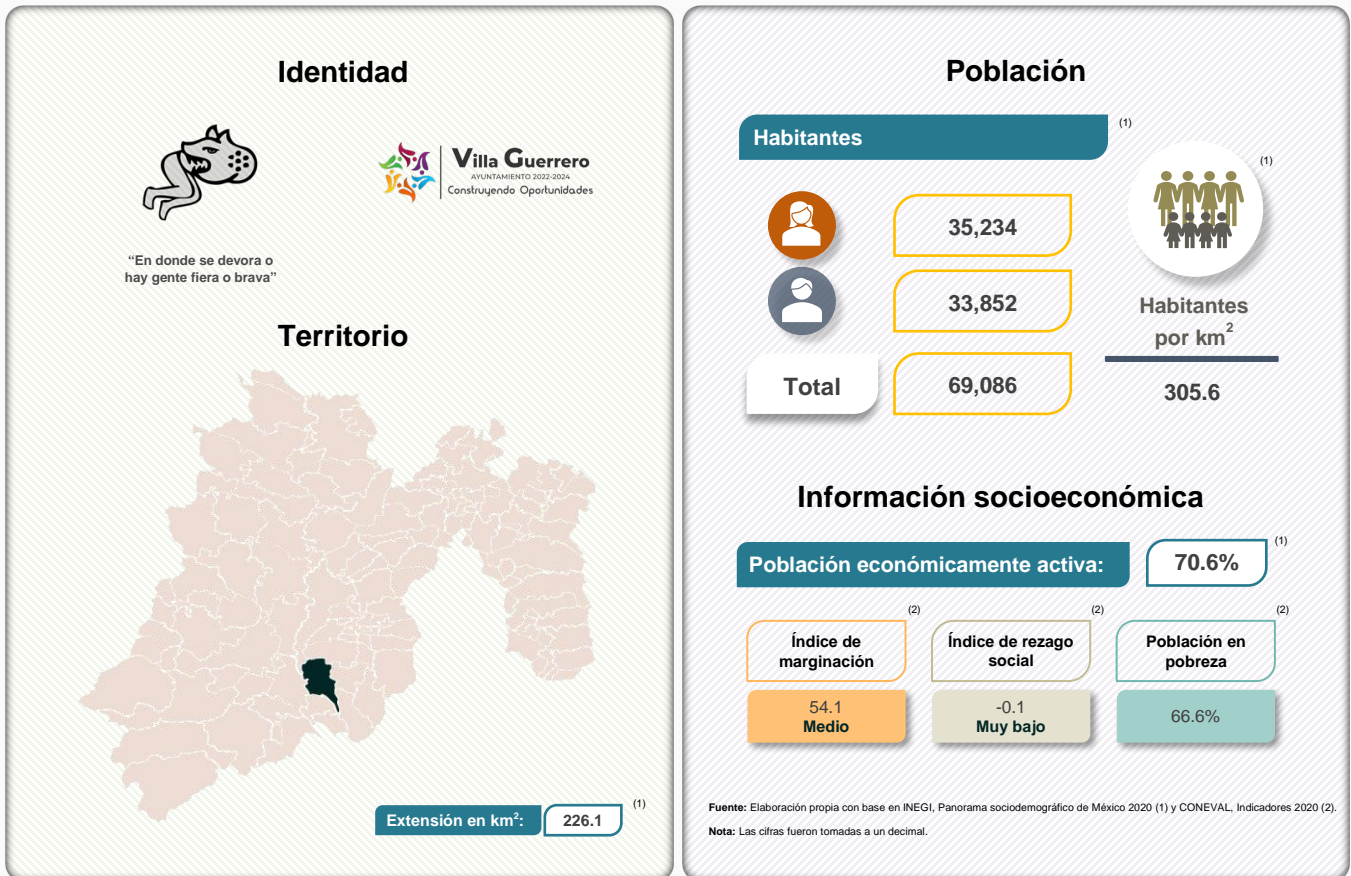 Identidad
Villa Guerrero
AYUNTAMIENTO 2022-2024
Construyendo Oportunidades
“En donde se devora o
hay gente fiera o brava”
Territorio
Extensión en km²: 226.1 (1)
Población
Habitantes (1)
(1)
35,234
33,852
Habitantes
por km²
Total 69,086
305.6
Información socioeconómica
Población económicamente activa: 70.6% (1)
(2) (2) (2)
Índice de marginación
Índice de rezago social
Población en pobreza
54.1
Medio
-0.1
Muy bajo
66.6%
Fuente: Elaboración propia con base en INEGI, Panorama sociodemográfico de México 2020 (1) y CONEVAL, Indicadores 2020 (2).
Nota: Las cifras fueron tomadas a un decimal.